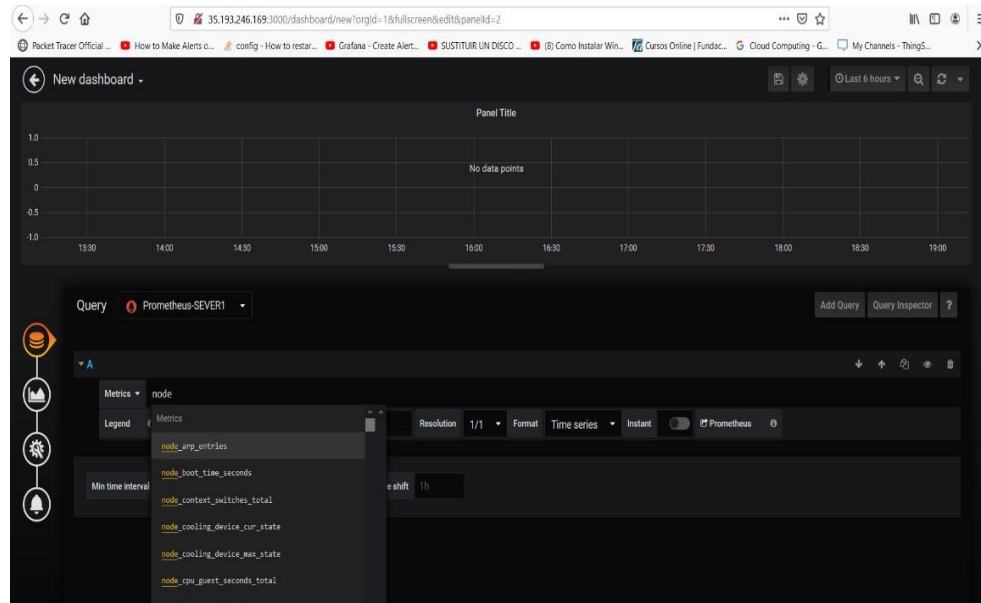 35.193.246.169:3000/dashboard/new?orgId=1&fullscreen&edit&panelId=2
Packet Tracer Official ... How to Make Alerts o... config - How to restar... Grafana - Create Alert... SUSTITUIR UN DISCO ... (8) Como Instalar Win... Cursos Online | Fundac... Cloud Computing - G... My Channels - ThingS...
New dashboard
Last 6 hours
Panel Title
1.0
0.5
No data points
0
-0.5
-1.0
13:30 14:00 14:30 15:00 15:30 16:00 16:30 17:00 17:30 18:00 18:30 19:00
Query Prometheus-SEVER1 Add Query Query Inspector ?
A
Metrics node
Legend Metrics Resolution 1/1 Format Time series Instant Prometheus
node_arp_entries
node_boot_time_seconds
Min time interval e shift 1h
node_context_switches_total
node_cooling_device_cur_state
node_cooling_device_max_state
node_cpu_guest_seconds_total